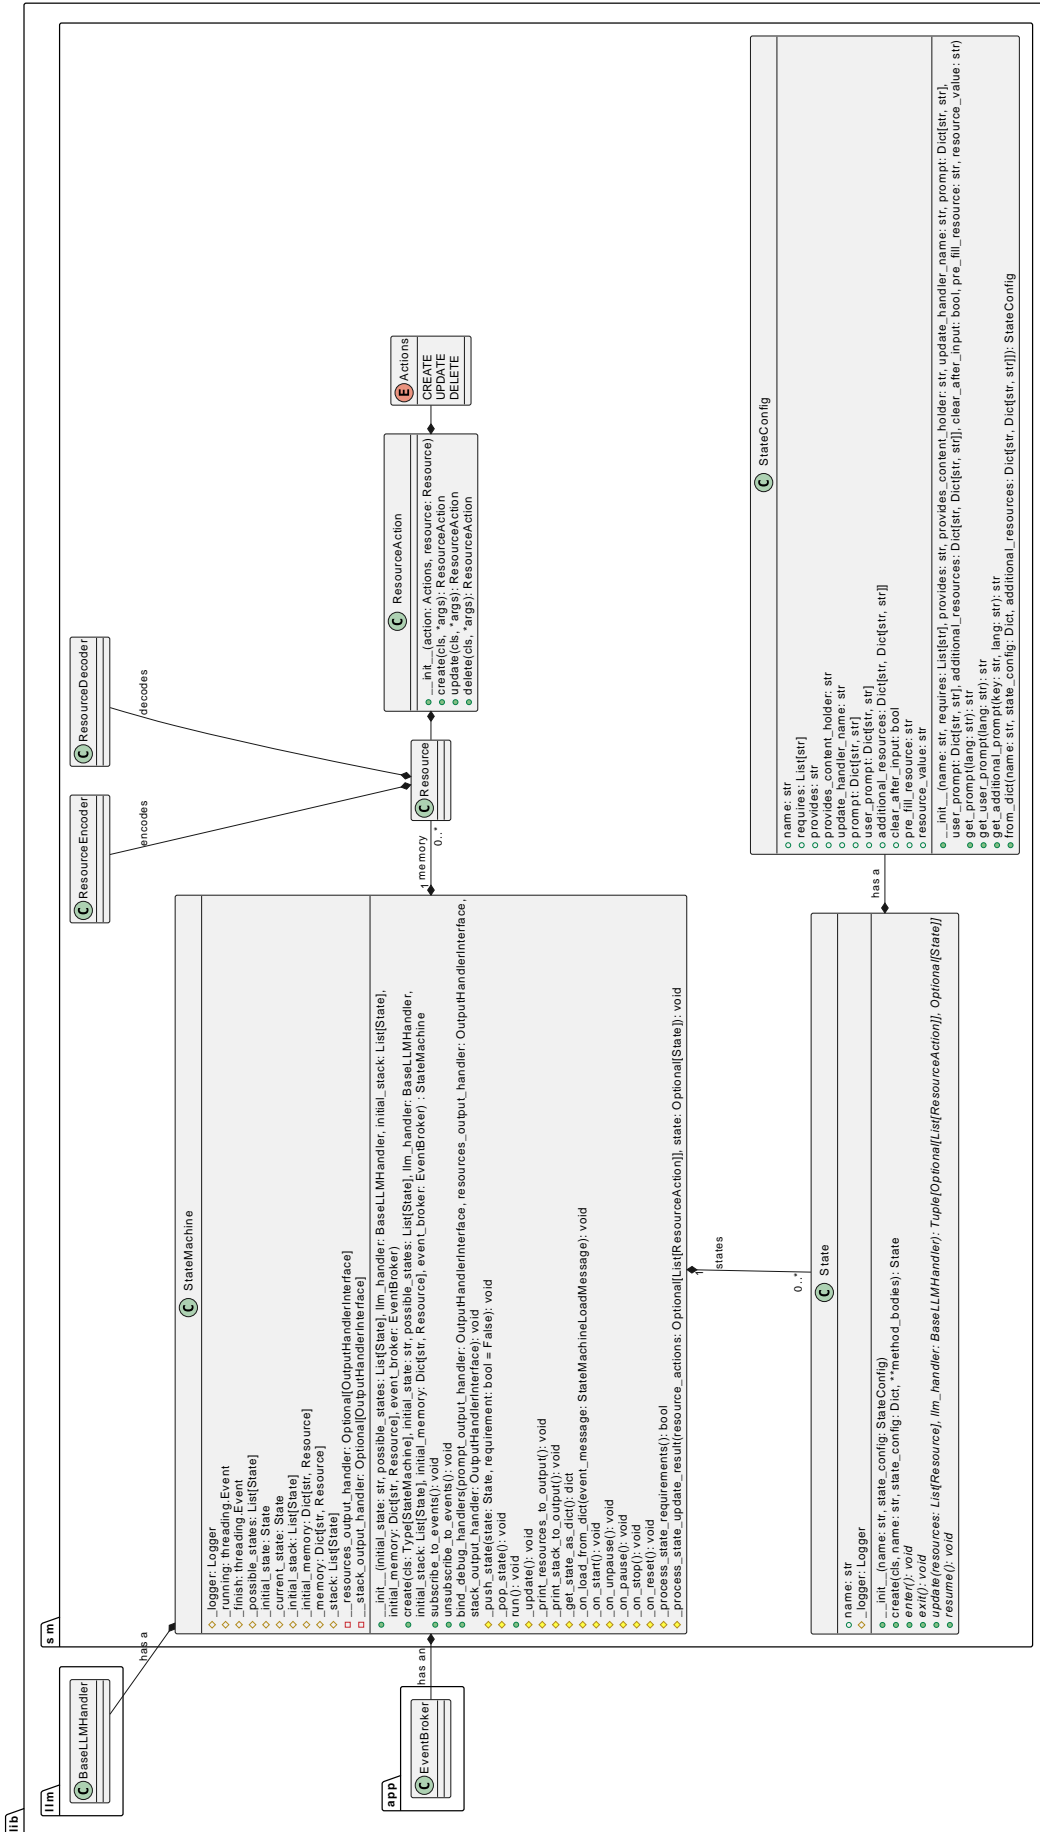 lib
llm
BaseLLMHandler
app
EventBroker
sm
has a
has an
StateMachine
_logger: Logger
_running: threading.Event
_finish: threading.Event
_possible_states: List[State]
_initial_state: State
_current_state: State
_initial_stack: List[State]
_initial_memory: Dict[str, Resource]
_memory: Dict[str, Resource]
_stack: List[State]
__resources_output_handler: Optional[OutputHandlerInterface]
__stack_output_handler: Optional[OutputHandlerInterface]
__init__(initial_state: str, possible_states: List[State], llm_handler: BaseLLMHandler, initial_stack: List[State],
initial_memory: Dict[str, Resource], event_broker: EventBroker)
create(cls: Type[StateMachine], initial_state: str, possible_states: List[State], llm_handler: BaseLLMHandler,
initial_stack: List[State], initial_memory: Dict[str, Resource], event_broker: EventBroker) : StateMachine
subscribe_to_events(): void
unsubscribe_to_events(): void
bind_debug_handlers(prompt_output_handler: OutputHandlerInterface, resources_output_handler: OutputHandlerInterface,
stack_output_handler: OutputHandlerInterface): void
_push_state(state: State, requirement: bool = False): void
_pop_state(): void
run(): void
_update(): void
_print_resources_to_output(): void
_print_stack_to_output(): void
_get_state_as_dict(): dict
_on_load_from_dict(event_message: StateMachineLoadMessage): void
_on_start(): void
_on_unpause(): void
_on_pause(): void
_on_stop(): void
_on_reset(): void
_process_state_requirements(): bool
_process_state_update_result(resource_actions: Optional[List[ResourceAction]], state: Optional[State]): void
ResourceEncoder
encodes
ResourceDecoder
decodes
1
memory
0..*
Resource
ResourceAction
__init__(action: Actions, resource: Resource)
create(cls, *args): ResourceAction
update(cls, *args): ResourceAction
delete(cls, *args): ResourceAction
Actions
CREATE
UPDATE
DELETE
1
states
0..*
State
name: str
_logger: Logger
__init__(name: str, state_config: StateConfig)
create(cls, name: str, state_config: Dict, **method_bodies): State
enter(): void
exit(): void
update(resources: List[Resource], llm_handler: BaseLLMHandler): Tuple[Optional[List[ResourceAction]], Optional[State]]
resume(): void
has a
StateConfig
name: str
requires: List[str]
provides: str
provides_content_holder: str
update_handler_name: str
prompt: Dict[str, str]
user_prompt: Dict[str, str]
additional_resources: Dict[str, Dict[str, str]]
clear_after_input: bool
pre_fill_resource: str
resource_value: str
__init__(name: str, requires: List[str], provides: str, provides_content_holder: str, update_handler_name: str, prompt: Dict[str, str],
user_prompt: Dict[str, str], additional_resources: Dict[str, Dict[str, str]], clear_after_input: bool, pre_fill_resource: str, resource_value: str)
get_prompt(lang: str): str
get_user_prompt(lang: str): str
get_additional_prompt(key: str, lang: str): str
from_dict(name: str, state_config: Dict, additional_resources: Dict[str, Dict[str, str]]): StateConfig